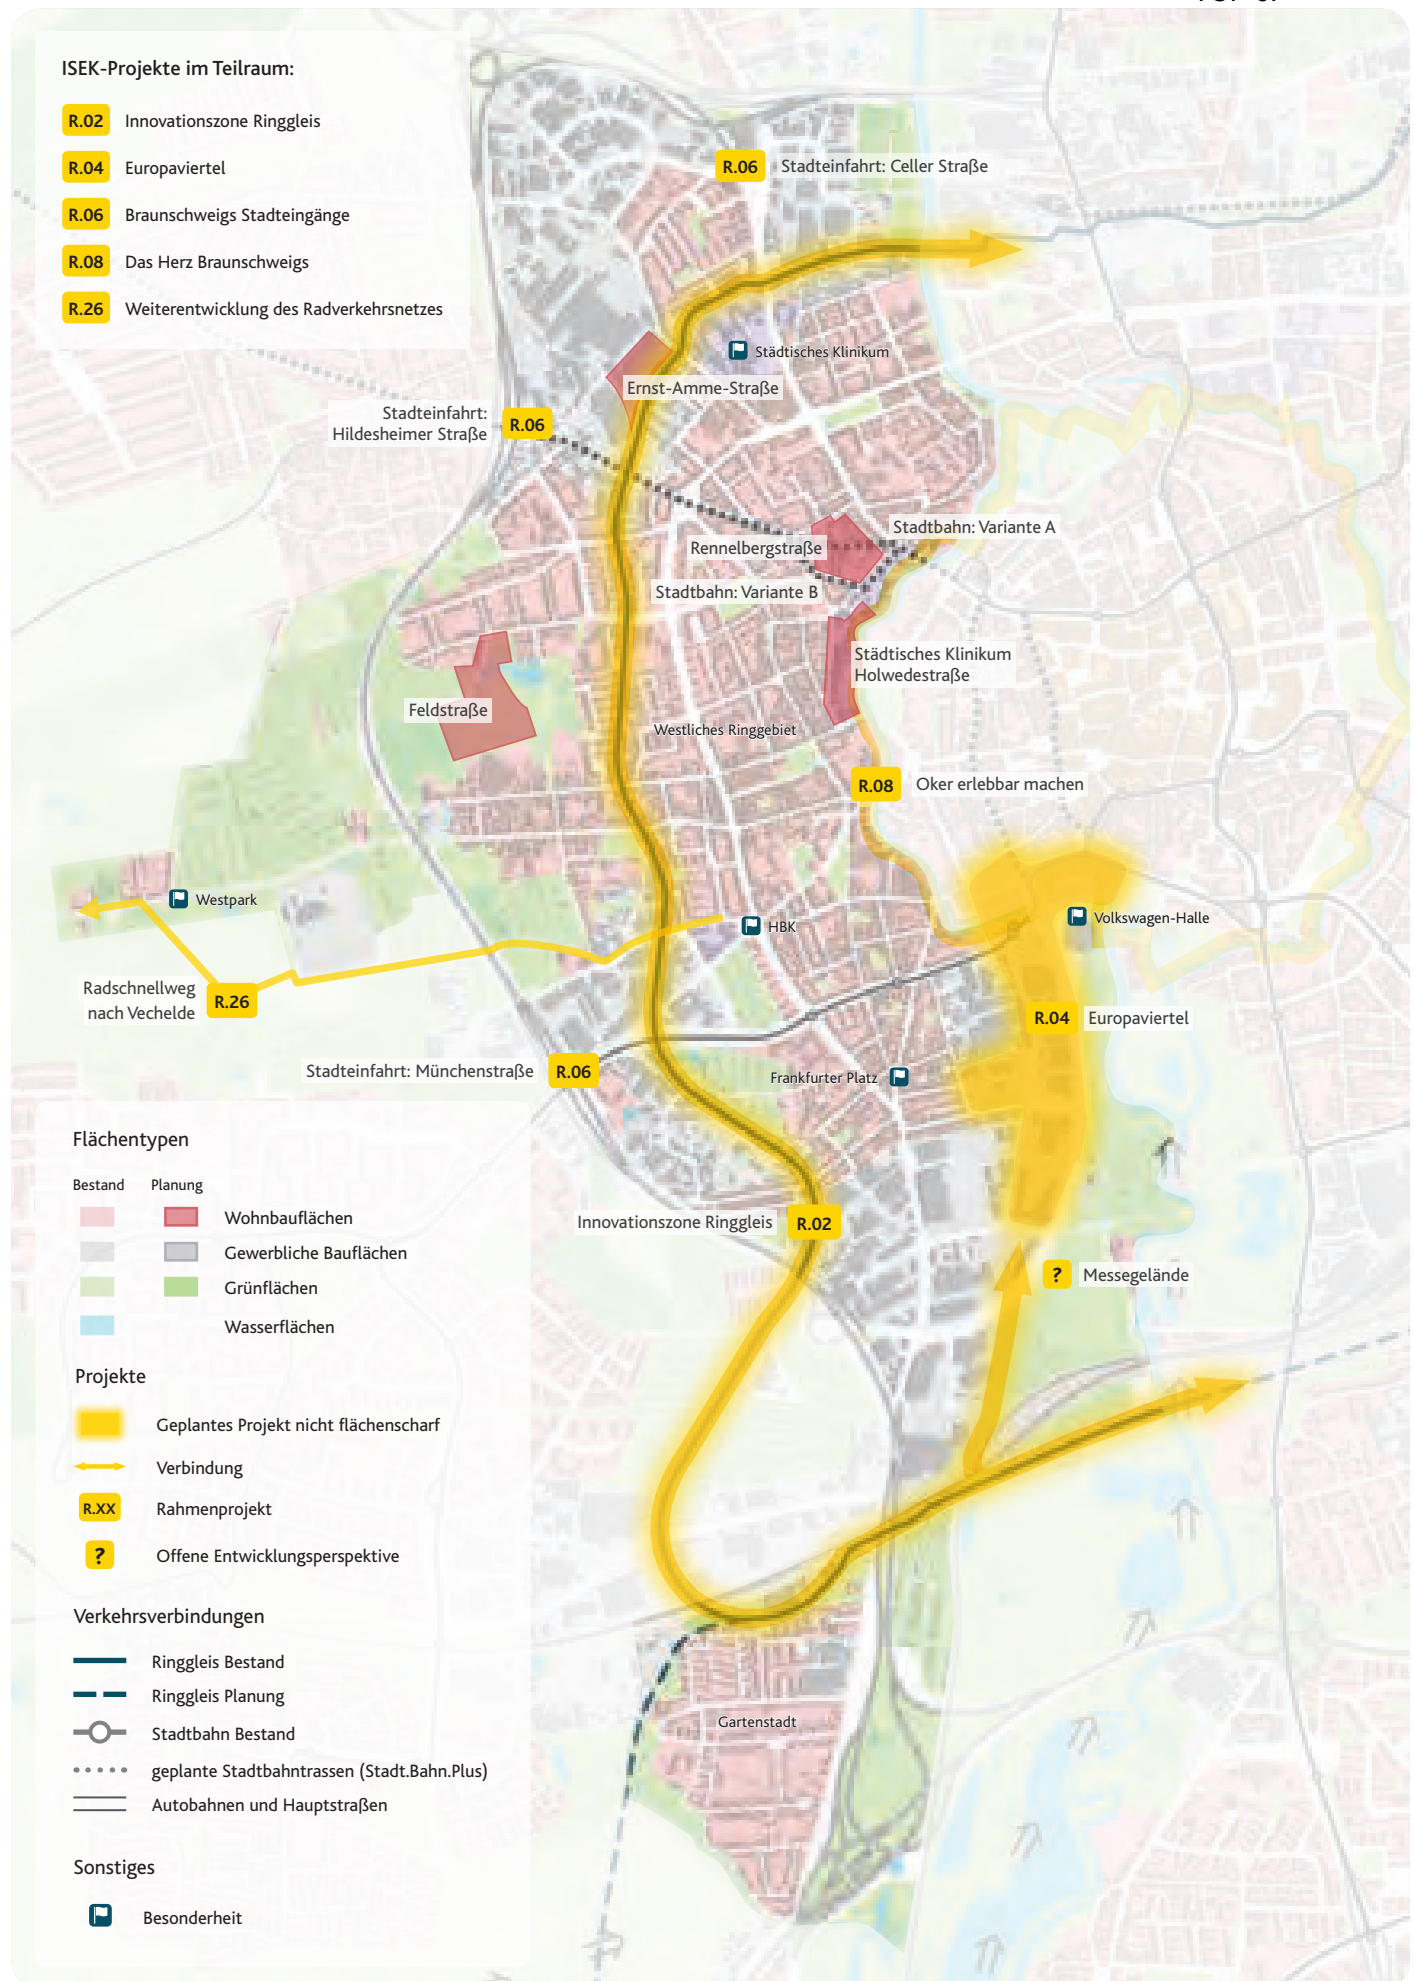 ISEK-Projekte im Teilraum:
R.02 Innovationszone Ringgleis
R.04 Europaviertel
R.06 Braunschweigs Stadteingänge
R.08 Das Herz Braunschweigs
R.26 Weiterentwicklung des Radverkehrsnetzes
R.06 Stadteinfahrt: Celler Straße
Städtisches Klinikum
Ernst-Amme-Straße
Stadteinfahrt:
Hildesheimer Straße
R.06
Stadtbahn: Variante A
Rennelbergstraße
Stadtbahn: Variante B
Städtisches Klinikum
Holwedestraße
Feldstraße
Westliches Ringgebiet
R.08 Oker erlebbar machen
Westpark
HBK
Volkswagen-Halle
Radschnellweg
nach Vechelde
R.26
R.04 Europaviertel
Stadteinfahrt: Münchenstraße R.06
Frankfurter Platz
Innovationszone Ringgleis R.02
? Messegelände
Gartenstadt
Flächentypen
Bestand Planung
Wohnbauflächen
Gewerbliche Bauflächen
Grünflächen
Wasserflächen
Projekte
Geplantes Projekt nicht flächenscharf
Verbindung
R.XX Rahmenprojekt
? Offene Entwicklungsperspektive
Verkehrsverbindungen
Ringgleis Bestand
Ringgleis Planung
Stadtbahn Bestand
geplante Stadtbahntrassen (Stadt.Bahn.Plus)
Autobahnen und Hauptstraßen
Sonstiges
Besonderheit